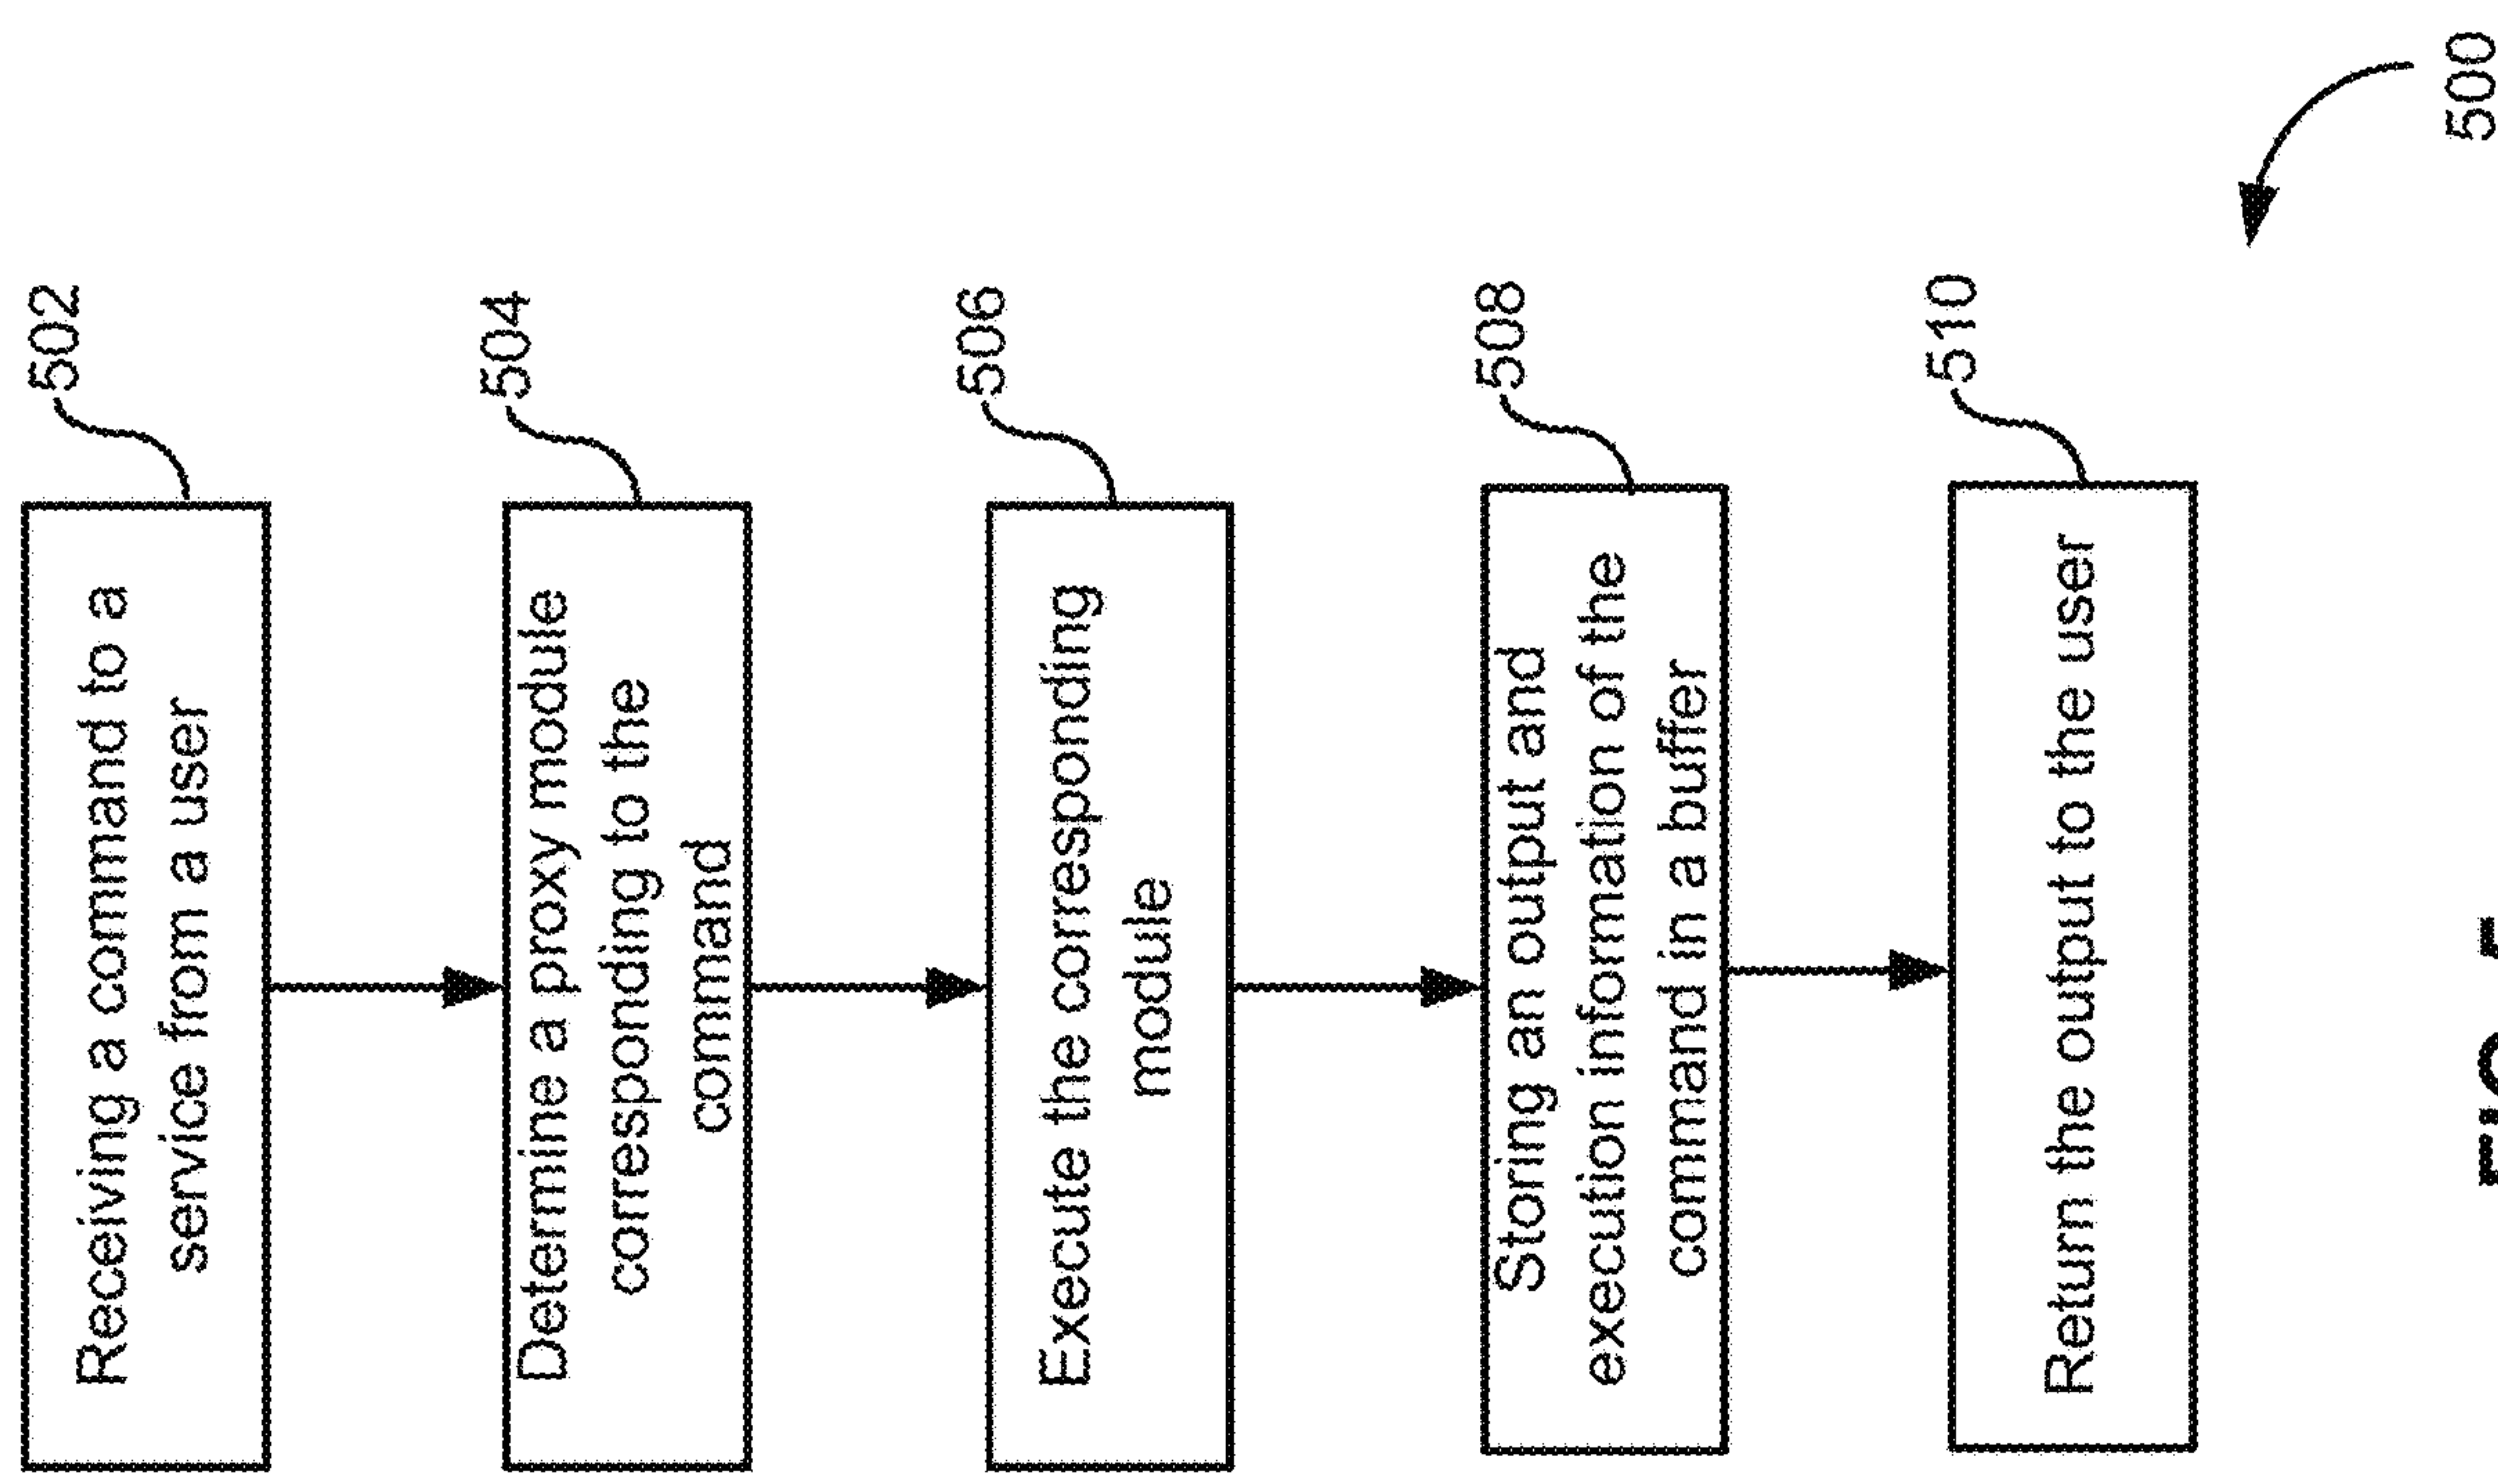 502
Receiving a command to a
service from a user
504
Determine a proxy module
corresponding to the
command
506
Execute the corresponding
module
508
Storing an output and
execution information of the
command in a buffer
510
Return the output to the user
500